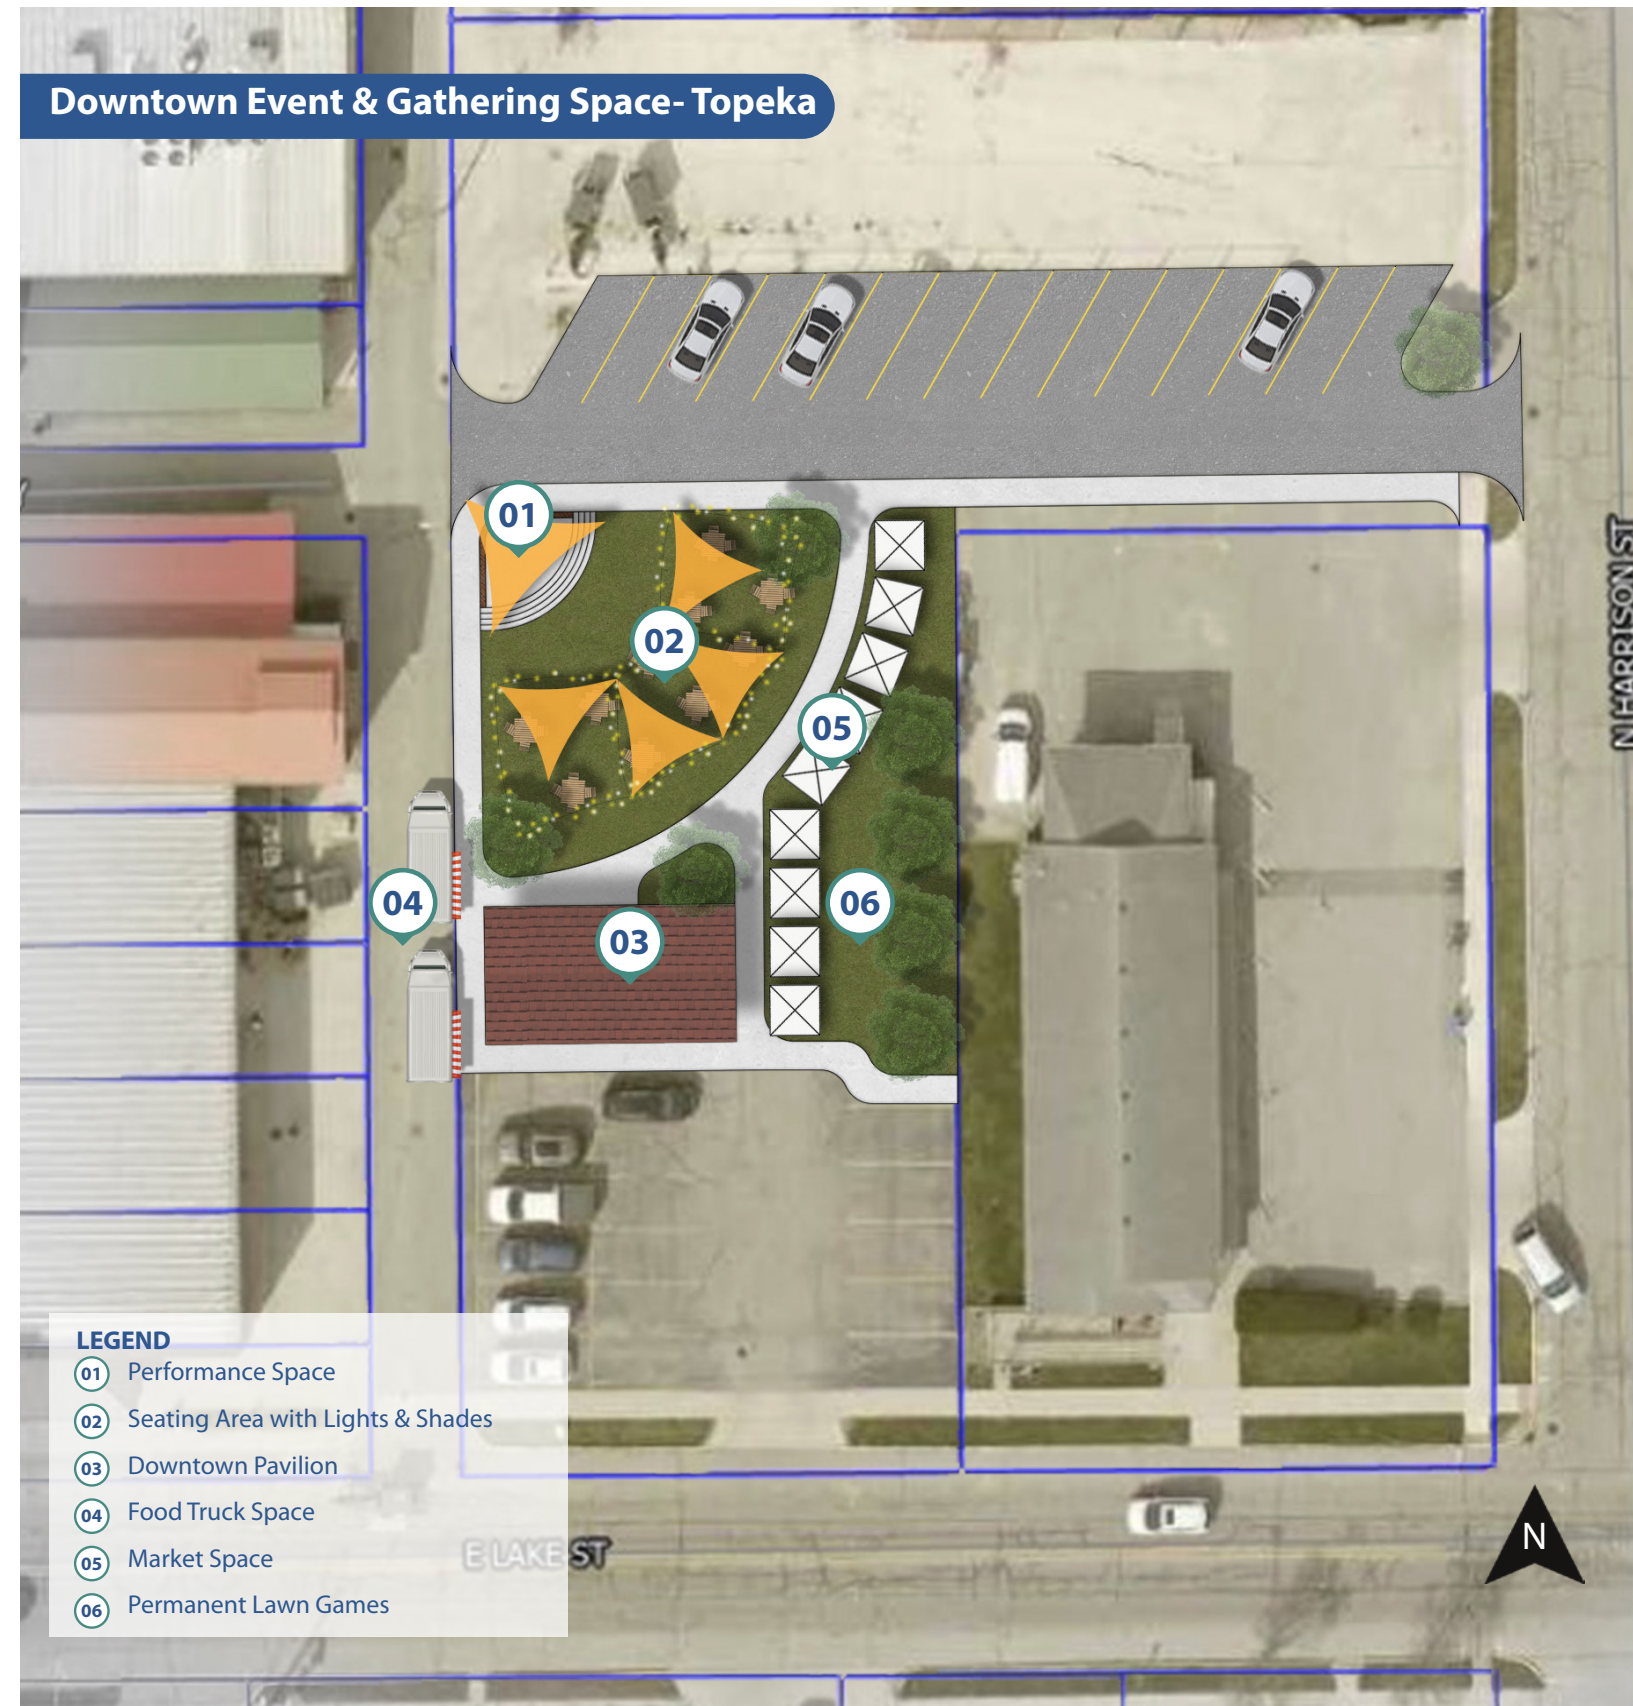 Downtown Event & Gathering Space- Topeka
01
02
05
04
06
03
N HARRISON ST
LEGEND
01 Performance Space
02 Seating Area with Lights & Shades
03 Downtown Pavilion
04 Food Truck Space
05 Market Space
06 Permanent Lawn Games
E LAKE ST
N